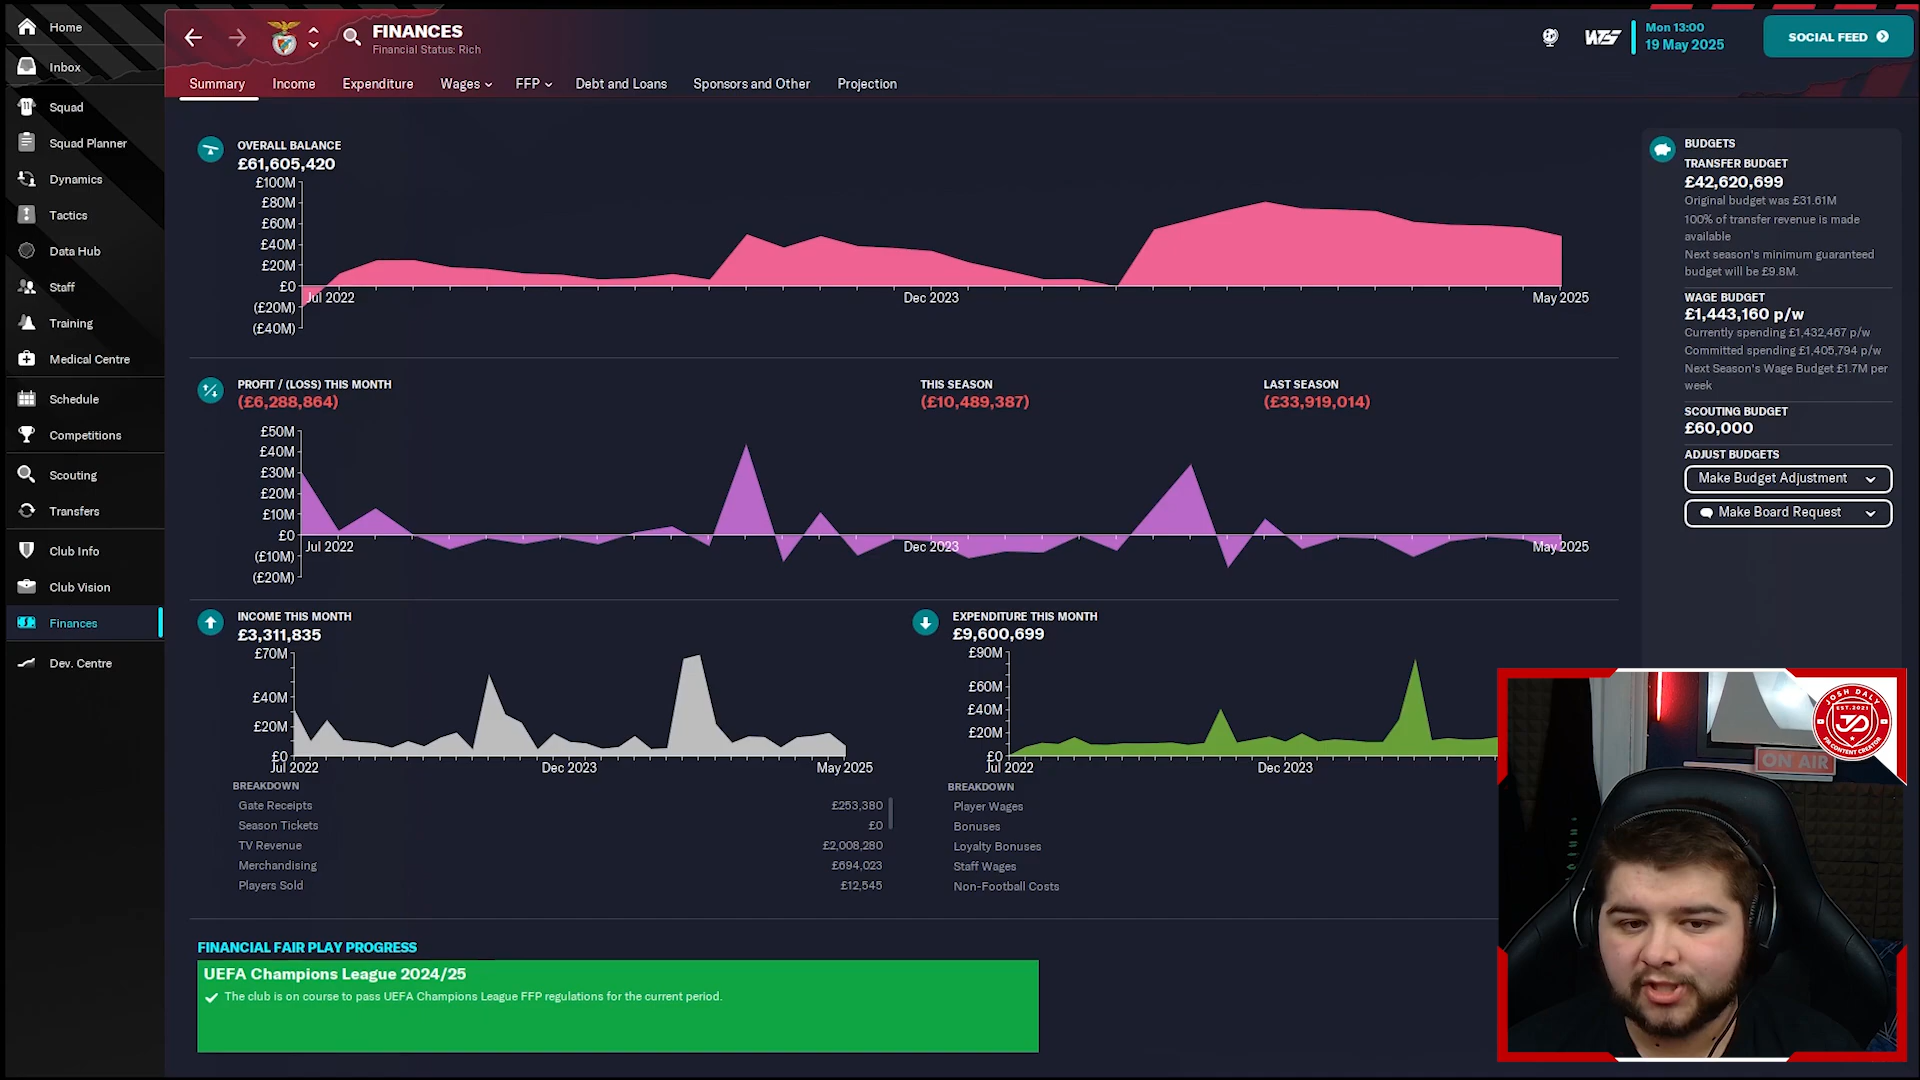 Home
Inbox
Squad
Squad Planner
Dynamics
Tactics
Data Hub
Staff
Training
Medical Centre
Schedule
Competitions
Scouting
Transfers
Club Info
Club Vision
Finances
Dev. Centre
FINANCES
Financial Status: Rich
Mon 13:00
19 May 2025
SOCIAL FEED
Summary
Income
Expenditure
Wages
FFP
Debt and Loans
Sponsors and Other
Projection
OVERALL BALANCE
£61,605,420
£100M
£80M
£60M
£40M
£20M
£0
(£20M)
(£40M)
Jul 2022
Dec 2023
May 2025
PROFIT / (LOSS) THIS MONTH
(£6,288,864)
THIS SEASON
(£10,489,387)
LAST SEASON
(£33,919,014)
£50M
£40M
£30M
£20M
£10M
£0
(£10M)
(£20M)
Jul 2022
Dec 2023
May 2025
INCOME THIS MONTH
£3,311,835
£70M
£40M
£20M
£0
Jul 2022
Dec 2023
May 2025
BREAKDOWN
Gate Receipts £253,380
Season Tickets £0
TV Revenue £2,008,280
Merchandising £694,023
Players Sold £12,545
EXPENDITURE THIS MONTH
£9,600,699
£90M
£60M
£40M
£20M
£0
Jul 2022
Dec 2023
BREAKDOWN
Player Wages
Bonuses
Loyalty Bonuses
Staff Wages
Non-Football Costs
FINANCIAL FAIR PLAY PROGRESS
UEFA Champions League 2024/25
The club is on course to pass UEFA Champions League FFP regulations for the current period.
BUDGETS
TRANSFER BUDGET
£42,620,699
Original budget was £31.61M
100% of transfer revenue is made
available
Next season's minimum guaranteed
budget will be £9.8M.
WAGE BUDGET
£1,443,160 p/w
Currently spending £1,432,467 p/w
Committed spending £1,405,794 p/w
Next Season's Wage Budget £1.7M per
week
SCOUTING BUDGET
£60,000
ADJUST BUDGETS
Make Budget Adjustment
Make Board Request
JOSH DALY
EST.2021
JD
FM CONTENT CREATOR
ON AIR